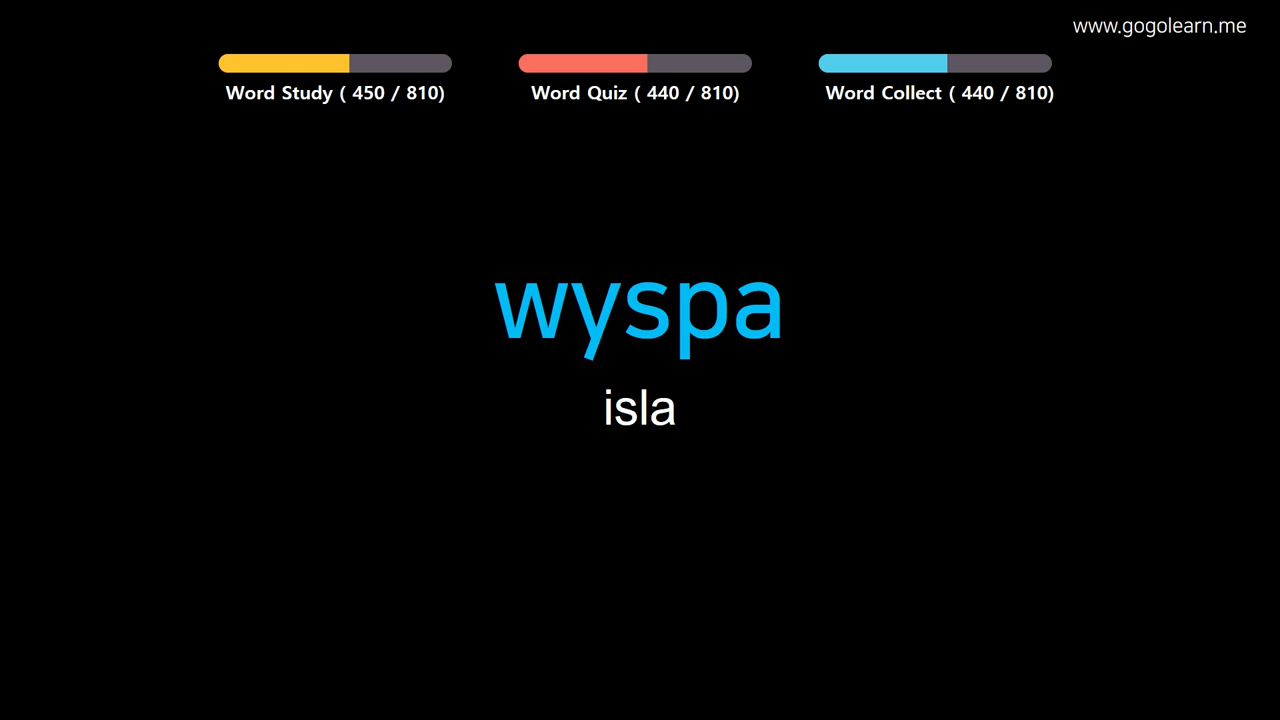 www.gogolearn.me
Word Study ( 450 / 810)
Word Quiz ( 440 / 810)
Word Collect ( 440 / 810)
wyspa
isla